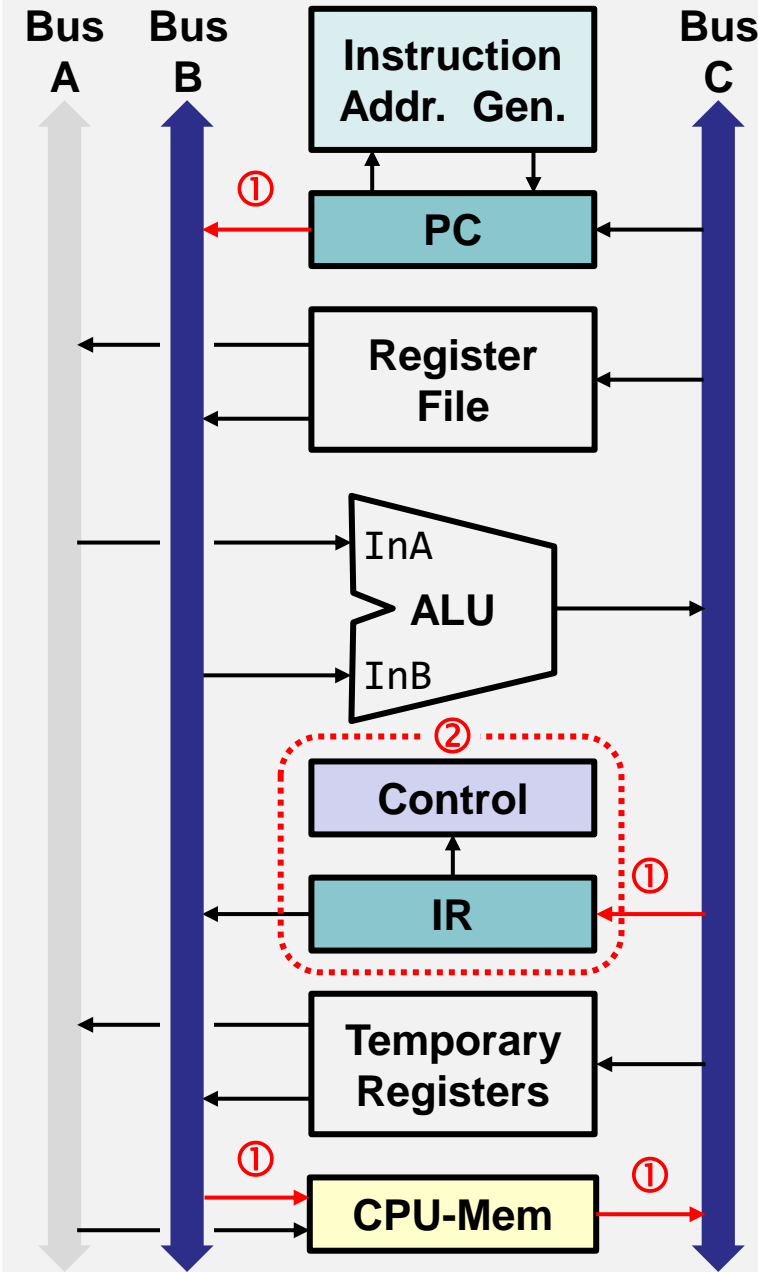 Bus A
Bus B
Bus C
Instruction
Addr. Gen.
①
PC
Register
File
InA
ALU
InB
②
Control
①
IR
Temporary
Registers
①
①
CPU-Mem